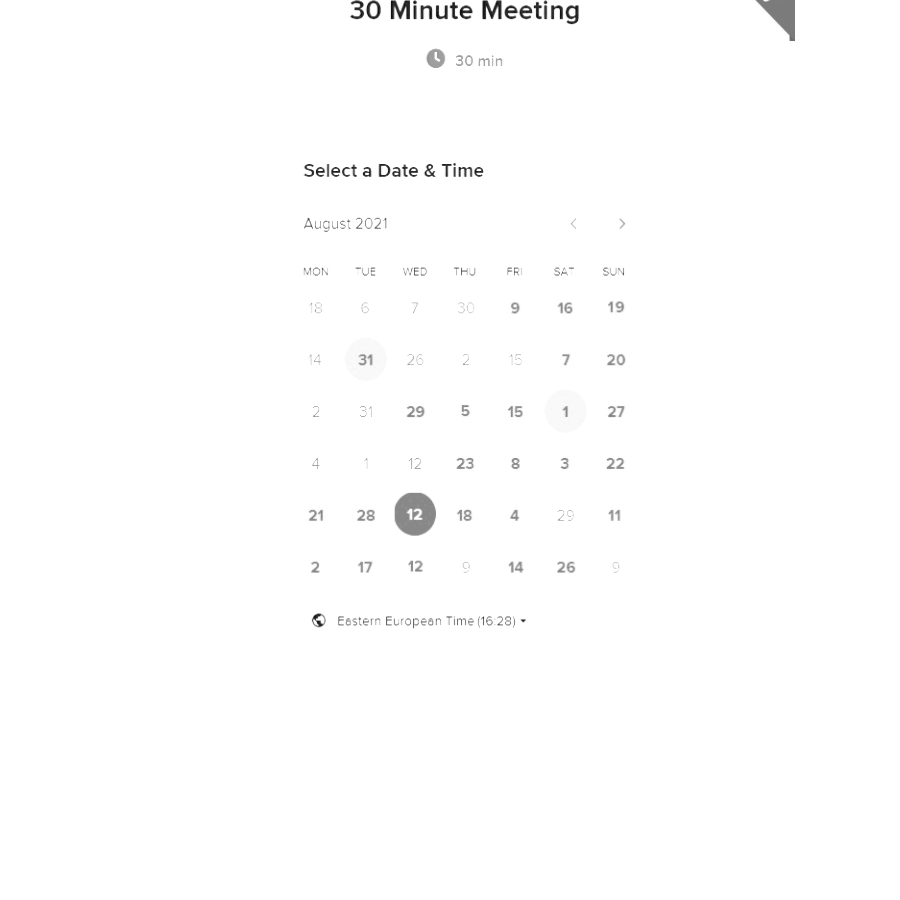 30 Minute Meeting
30 min
Select a Date & Time
August 2021
MON TUE WED THU FRI SAT SUN
18 6 7 30 9 16 19
14 31 26 2 15 7 20
2 31 29 5 15 1 27
4 1 12 23 8 3 22
21 28 12 18 4 29 11
2 17 12 9 14 26 9
Eastern European Time (16:28)